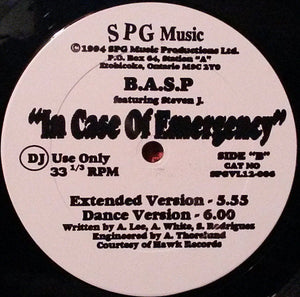 SPG Music
©1994 SPG Music Productions Ltd.
P.O. Box 64, Station "A"
Etobicoke, Ontario M9C 2Y0
B.A.S.P
featuring Steven J.
"In Case Of Emergency"
DJ Use Only
33 1/3 RPM
SIDE "B"
CAT NO
SPGVL12-006
Extended Version - 5.55
Dance Version - 6.00
Written by A. Lee, A. White, S. Rodriguez
Engineered by A. Thorslund
Courtesy of Hawk Records